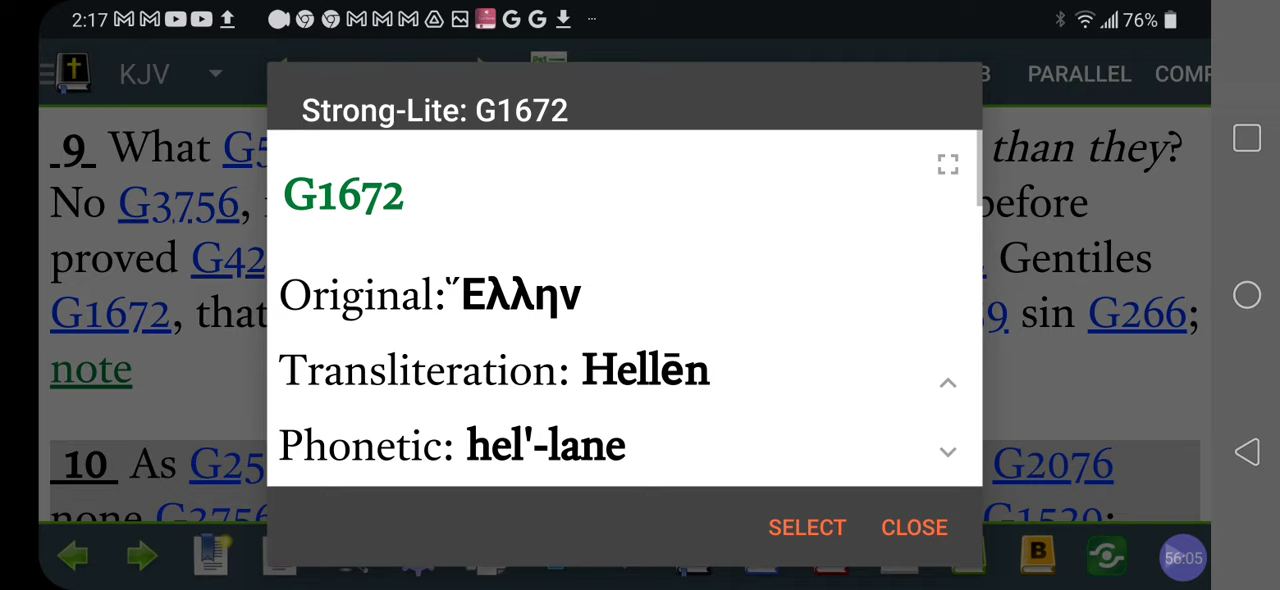 2:17 76%
KJV PARALLEL
Strong-Lite: G1672
9 What than they?
G1672
No G3756, before
proved Gentiles
Original:Ἕλλην
G1672, that sin G266;
note
Transliteration: Hellēn
Phonetic: hel'-lane
10 As G2076
none
SELECT CLOSE
B 56:05